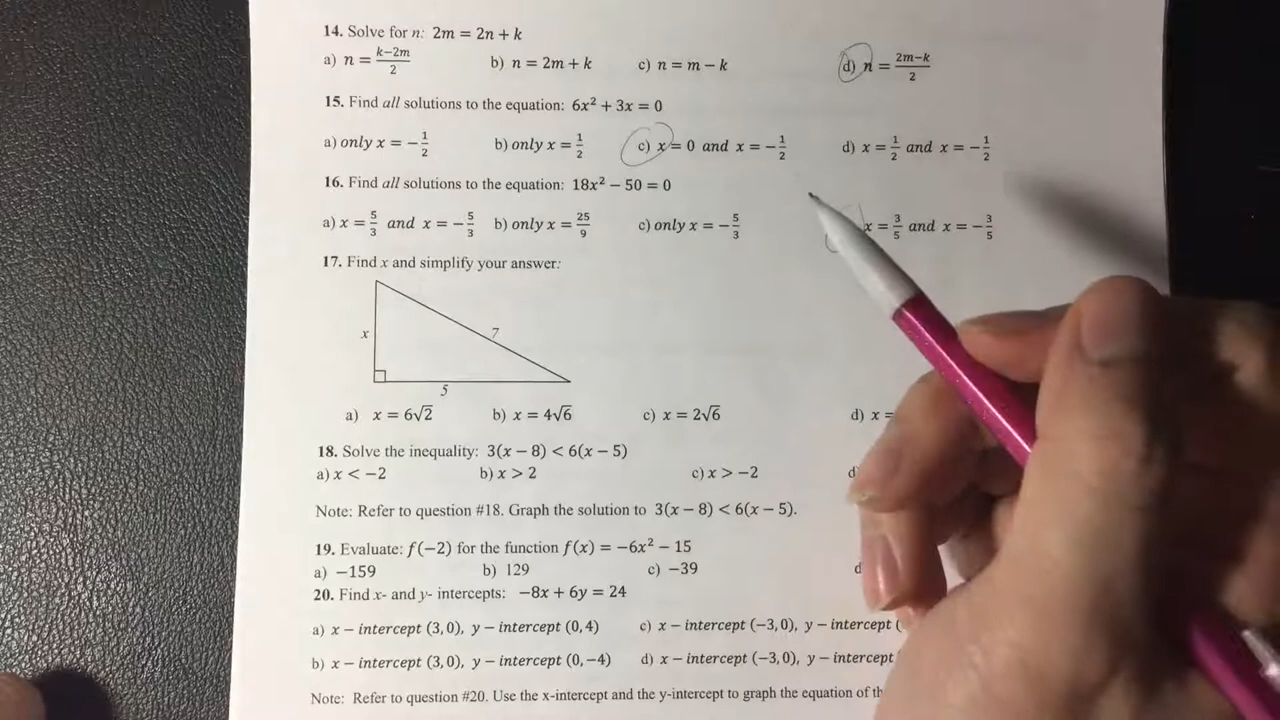 14. Solve for n: 2m = 2n + k
a) n = (k−2m)/2 b) n = 2m + k c) n = m − k d) n = (2m−k)/2
15. Find all solutions to the equation: 6x² + 3x = 0
a) only x = −1/2 b) only x = 1/2 c) x = 0 and x = −1/2 d) x = 1/2 and x = −1/2
16. Find all solutions to the equation: 18x² − 50 = 0
a) x = 5/3 and x = −5/3 b) only x = 25/9 c) only x = −5/3 x = 3/5 and x = −3/5
17. Find x and simplify your answer:
x
7
5
a) x = 6√2 b) x = 4√6 c) x = 2√6 d) x =
18. Solve the inequality: 3(x − 8) < 6(x − 5)
a) x < −2 b) x > 2 c) x > −2 d)
Note: Refer to question #18. Graph the solution to 3(x − 8) < 6(x − 5).
19. Evaluate: f(−2) for the function f(x) = −6x² − 15
a) −159 b) 129 c) −39 d
20. Find x- and y- intercepts: −8x + 6y = 24
a) x − intercept (3, 0), y − intercept (0, 4) c) x − intercept (−3, 0), y − intercept (
b) x − intercept (3, 0), y − intercept (0, −4) d) x − intercept (−3, 0), y − intercept
Note: Refer to question #20. Use the x-intercept and the y-intercept to graph the equation of